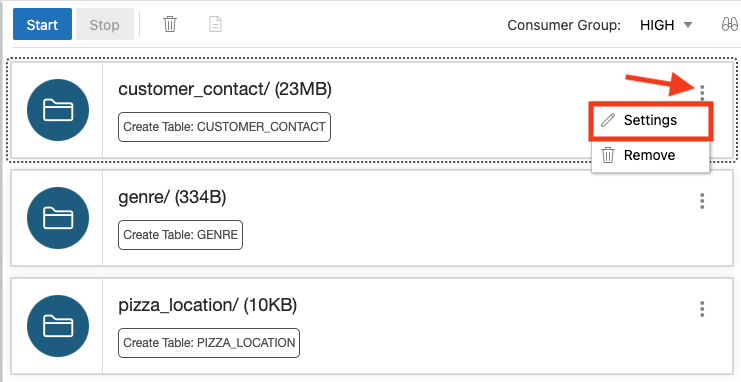 Start Stop Consumer Group: HIGH
customer_contact/ (23MB)
Create Table: CUSTOMER_CONTACT
Settings
Remove
genre/ (334B)
Create Table: GENRE
pizza_location/ (10KB)
Create Table: PIZZA_LOCATION